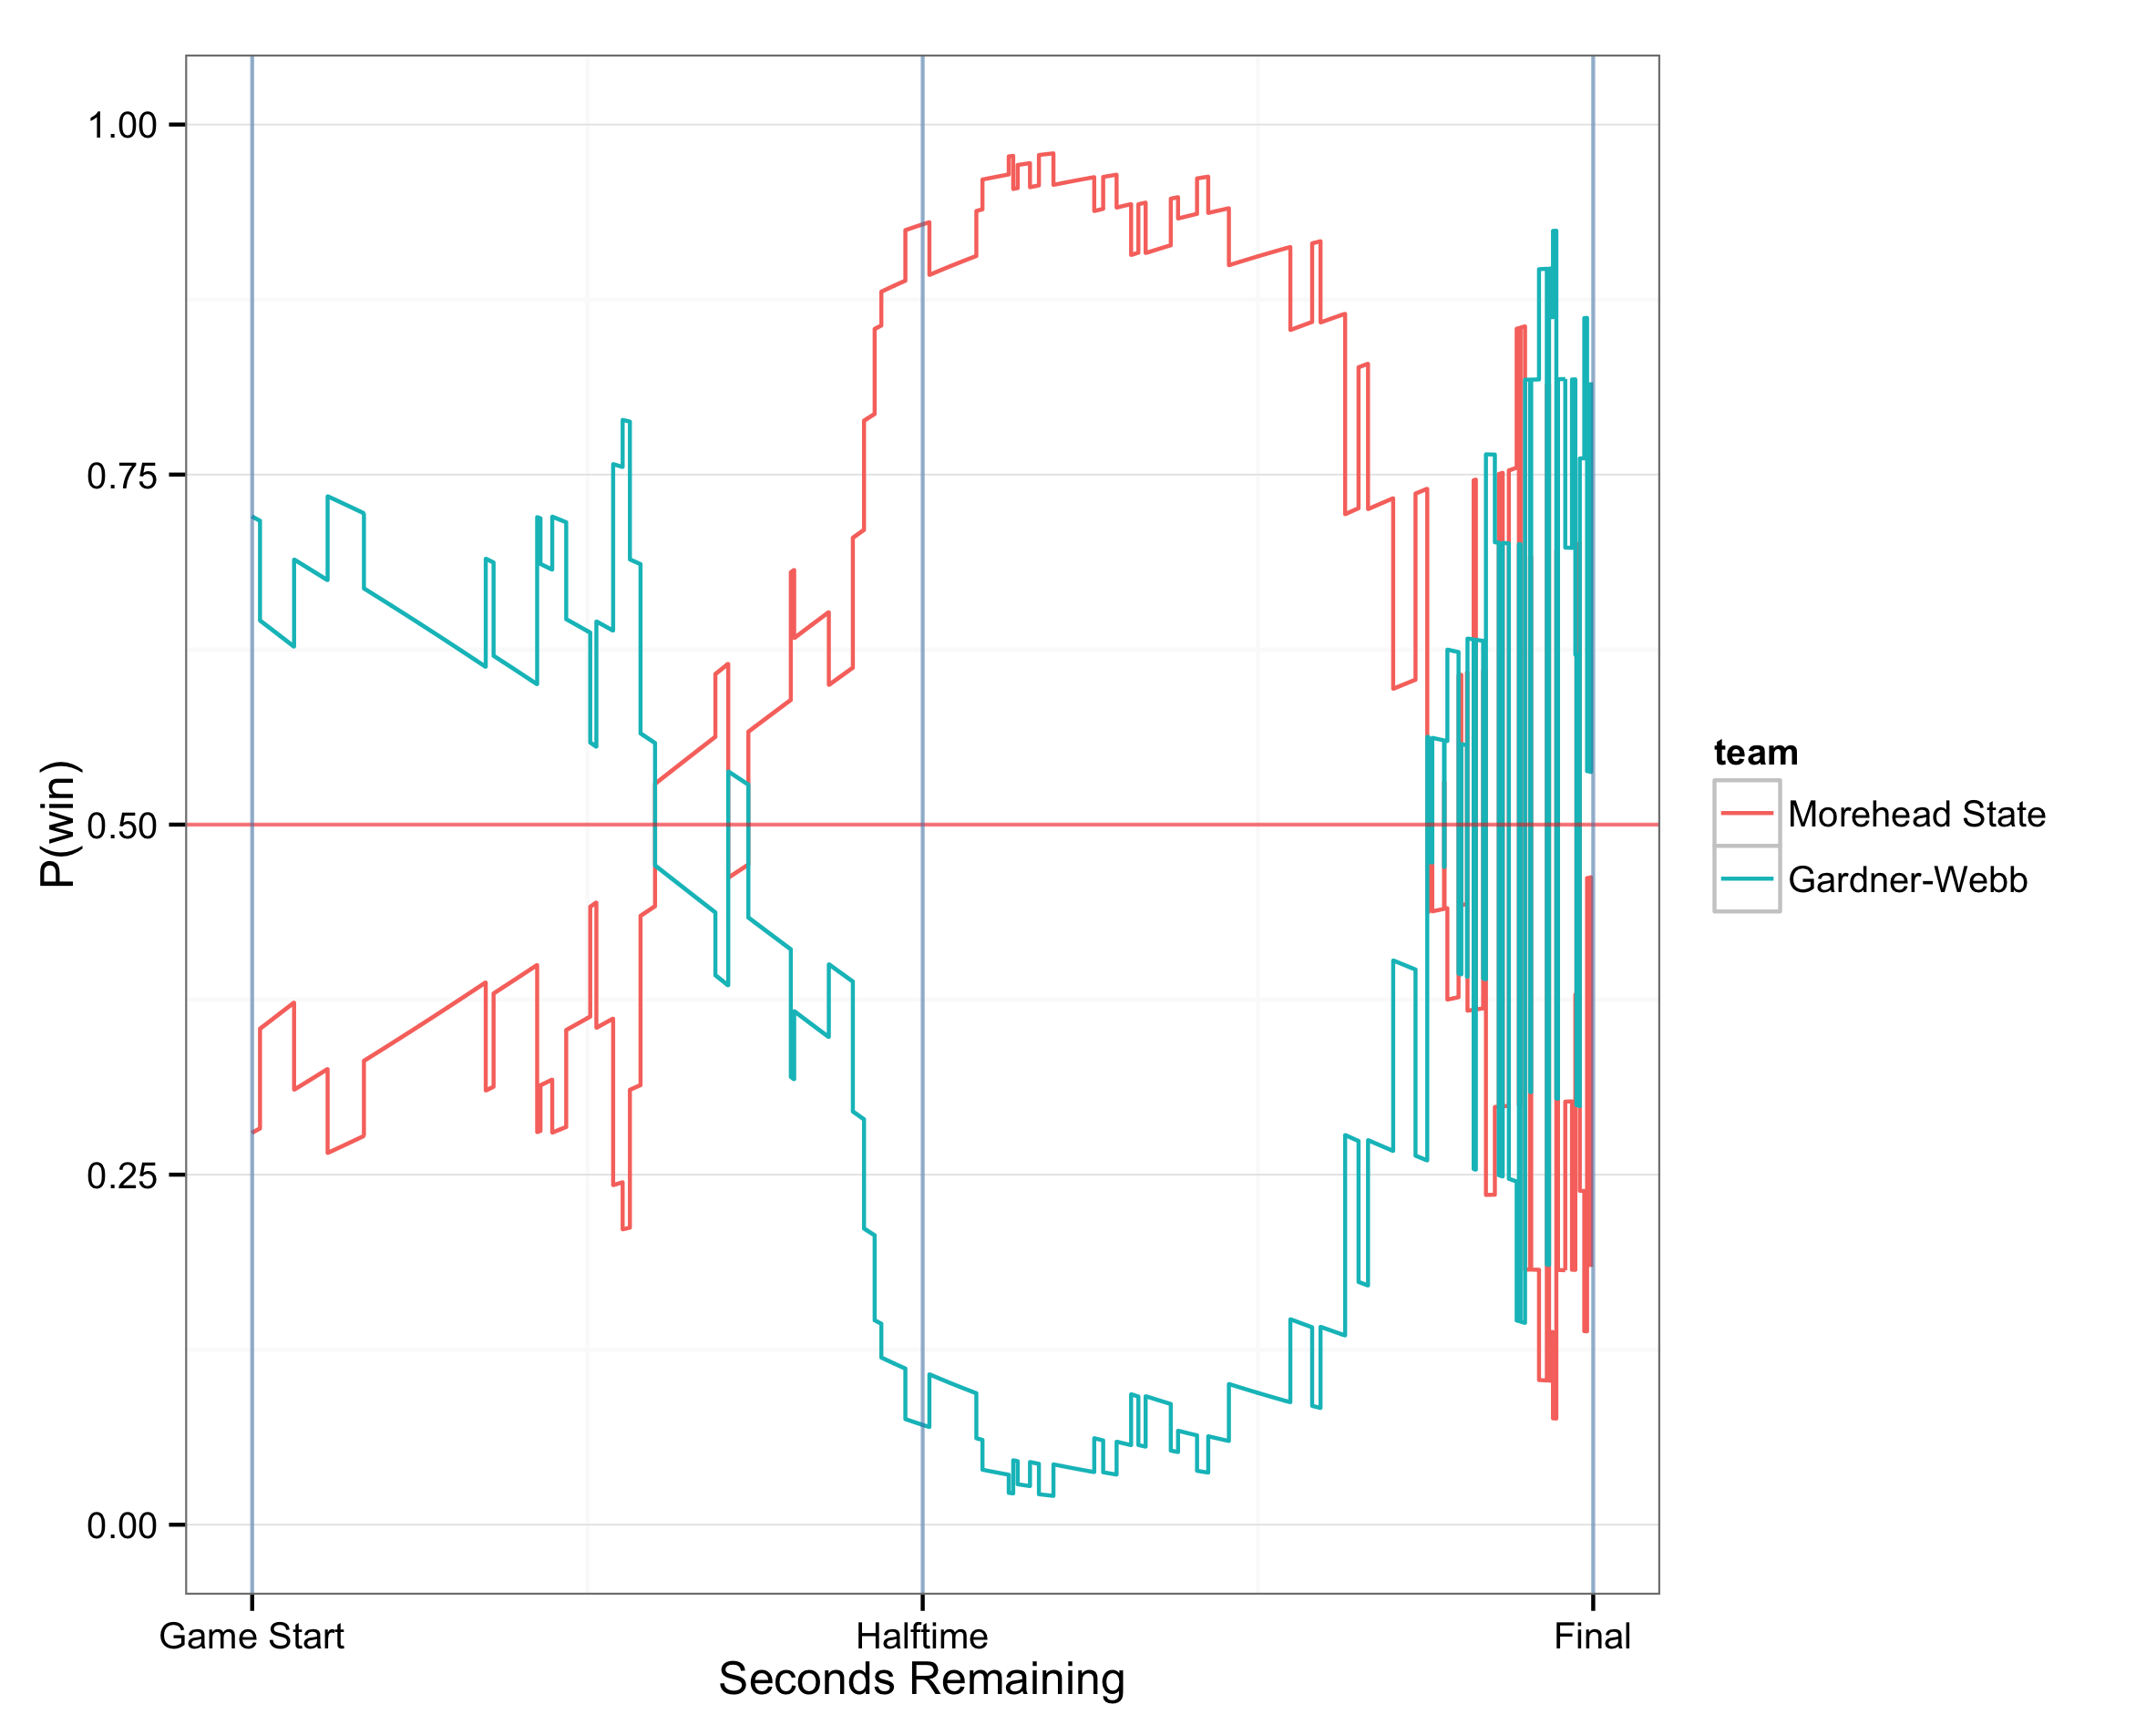 1.00
0.75
0.50
0.25
0.00
P(win)
Game Start
Halftime
Final
Seconds Remaining
team
Morehead State
Gardner-Webb